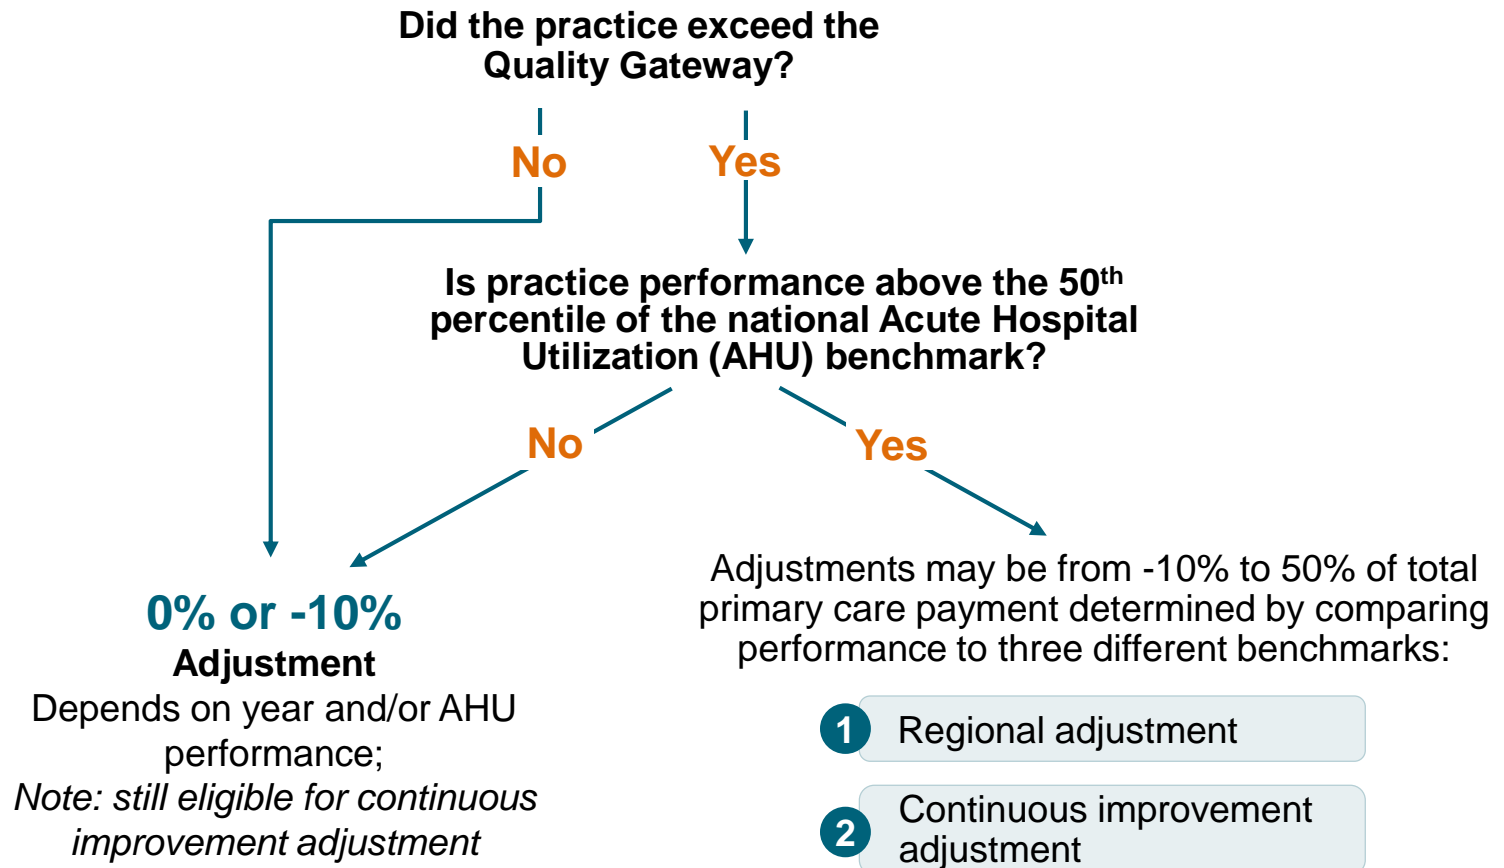 Did the practice exceed the
Quality Gateway?
No
Yes
Is practice performance above the 50th
percentile of the national Acute Hospital
Utilization (AHU) benchmark?
No
Yes
0% or -10%
Adjustment
Depends on year and/or AHU
performance;
Note: still eligible for continuous
improvement adjustment
Adjustments may be from -10% to 50% of total
primary care payment determined by comparing
performance to three different benchmarks:
1 Regional adjustment
2 Continuous improvement
adjustment